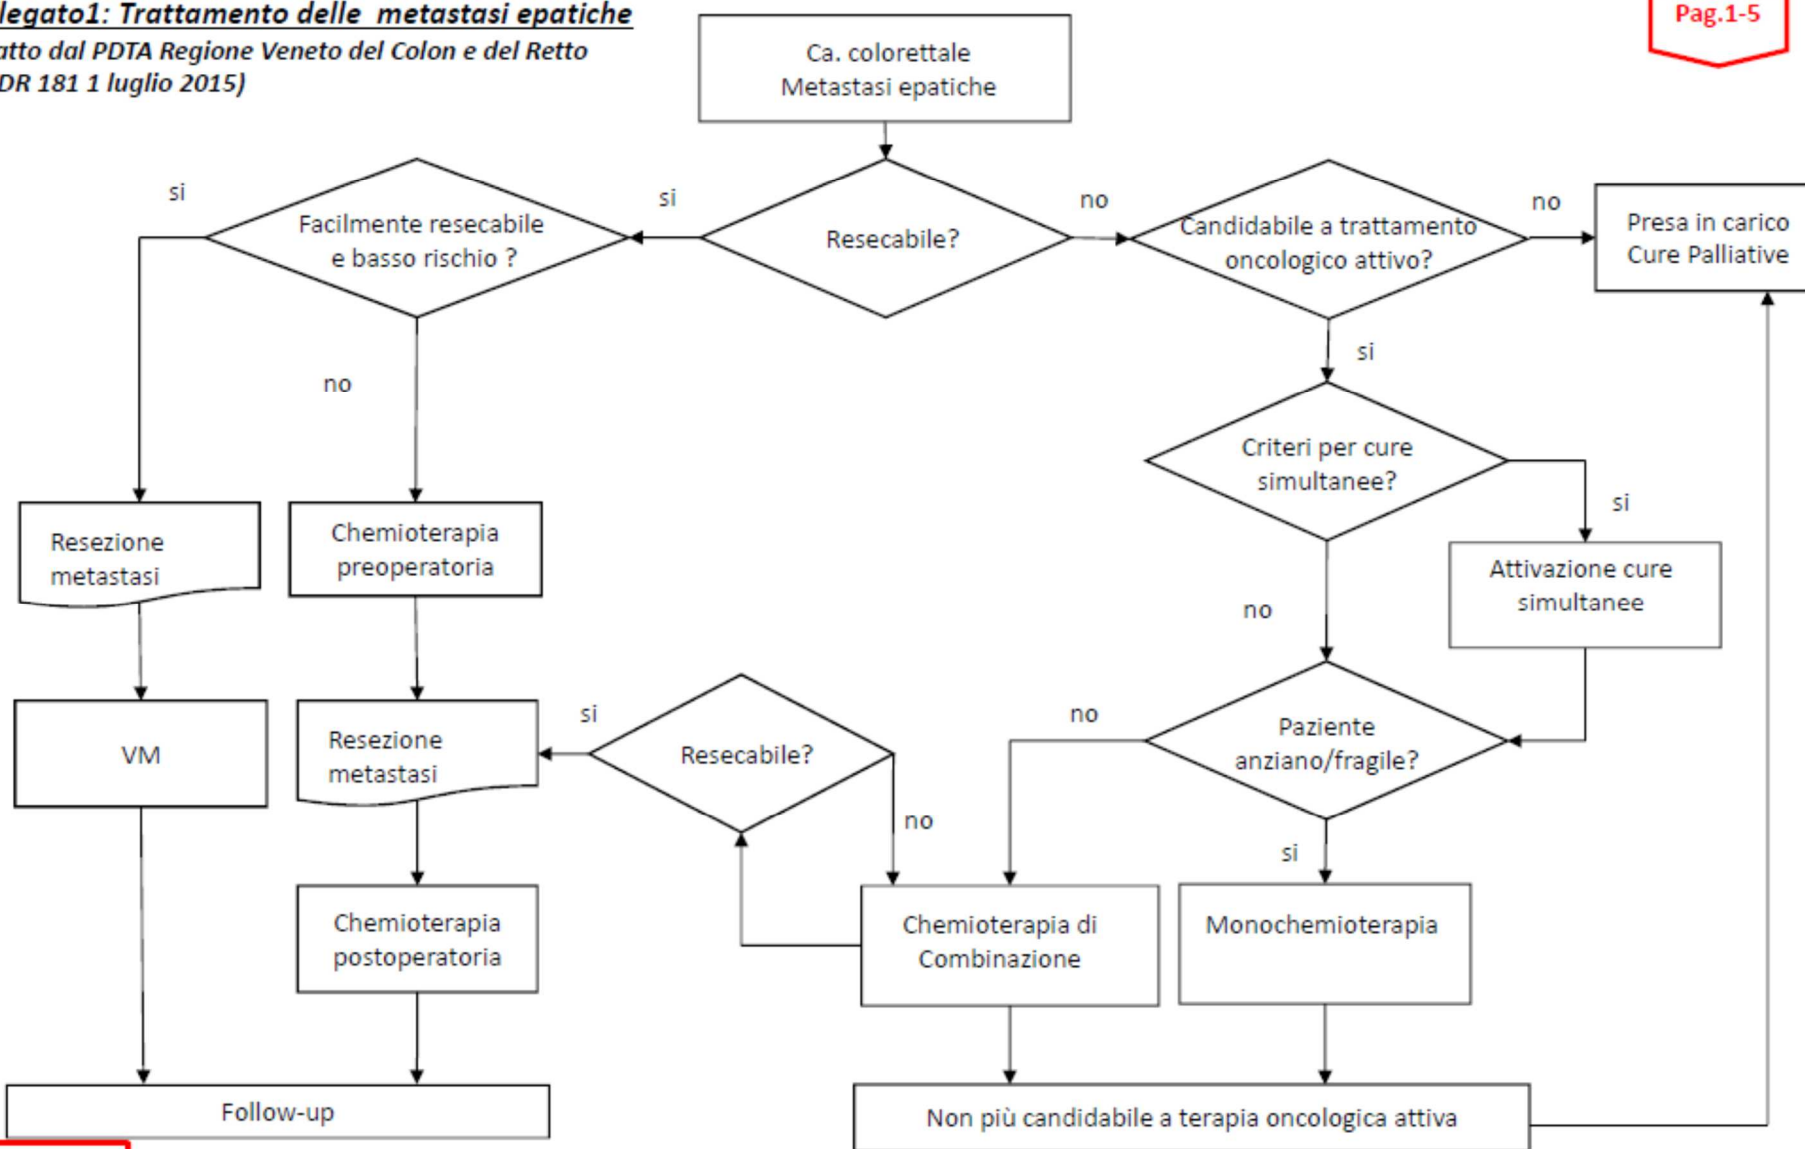 legato1: Trattamento delle metastasi epatiche
atto dal PDTA Regione Veneto del Colon e del Retto
DR 181 1 luglio 2015)
Pag.1-5
Ca. colorettale
Metastasi epatiche
si
Facilmente resecabile
e basso rischio ?
si
Resecabile?
no
Candidabile a trattamento
oncologico attivo?
no
Presa in carico
Cure Palliative
no
si
Criteri per cure
simultanee?
si
Resezione
metastasi
Chemioterapia
preoperatoria
Attivazione cure
simultanee
no
VM
Resezione
metastasi
si
Resecabile?
no
no
Paziente
anziano/fragile?
si
Chemioterapia
postoperatoria
Chemioterapia di
Combinazione
Monochemioterapia
Follow-up
Non più candidabile a terapia oncologica attiva